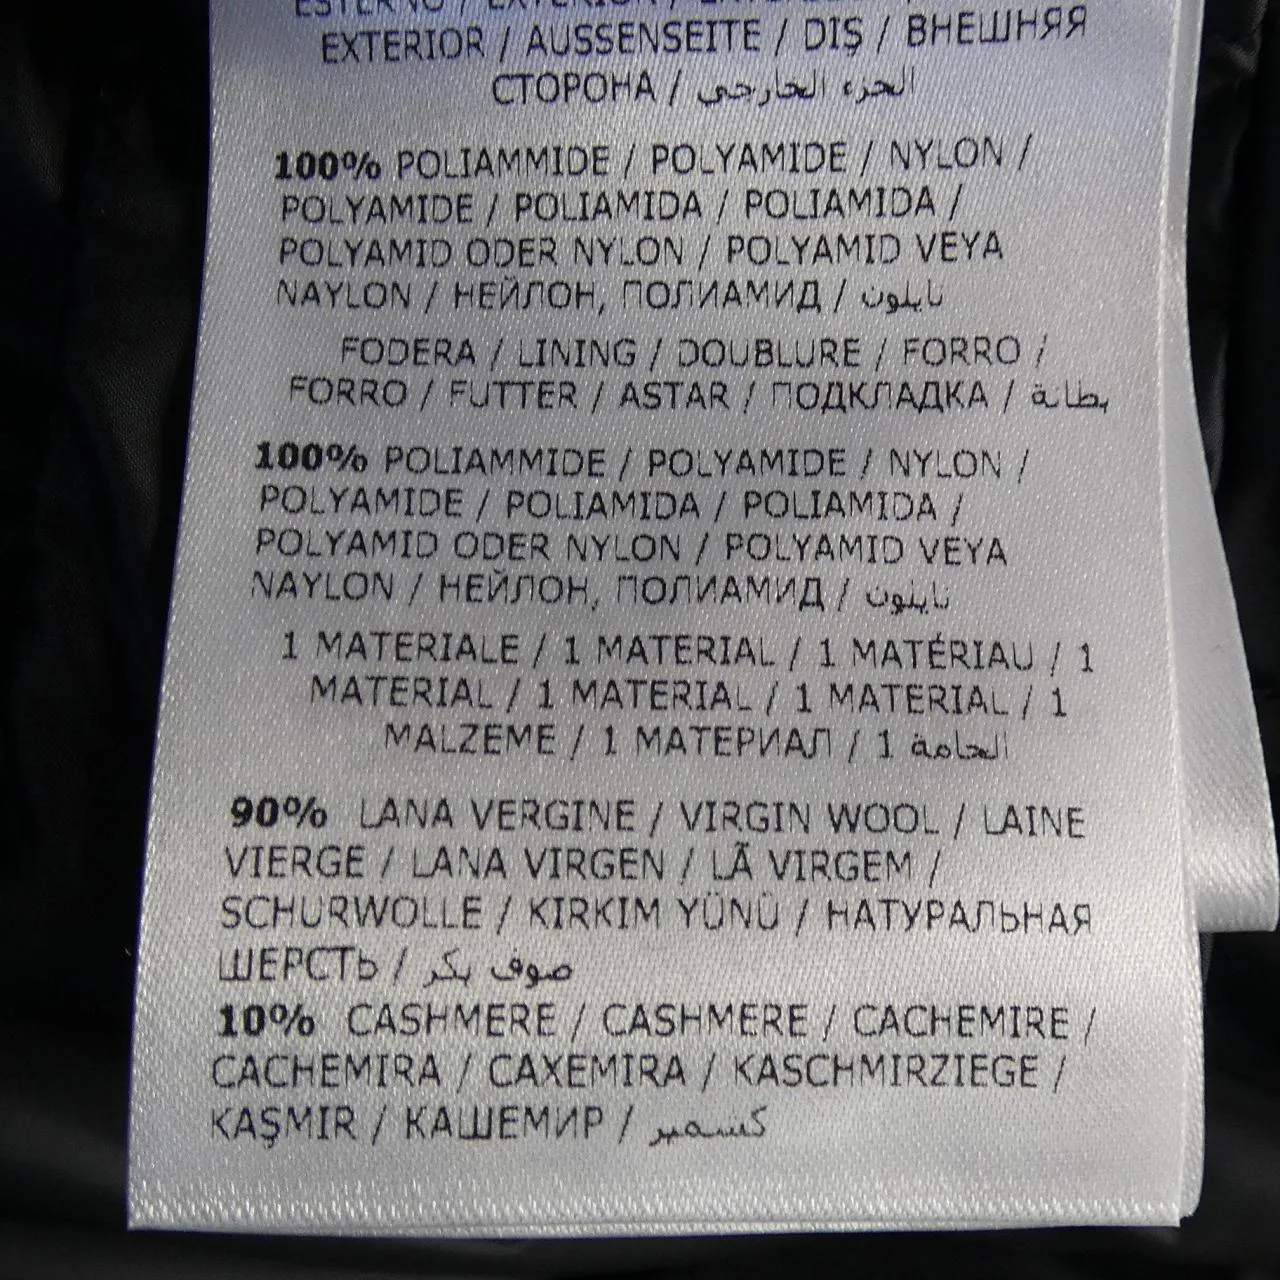 ESTERNO / EXTERIOR /
EXTERIOR / AUSSENSEITE / DIŞ / ВНЕШНЯЯ
СТОРОНА / الجزء الخارجي
100% POLIAMMIDE / POLYAMIDE / NYLON /
POLYAMIDE / POLIAMIDA / POLIAMIDA /
POLYAMID ODER NYLON / POLYAMID VEYA
NAYLON / НЕЙЛОН, ПОЛИАМИД / نايلون
FODERA / LINING / DOUBLURE / FORRO /
FORRO / FUTTER / ASTAR / ПОДКЛАДКА / بطانة
100% POLIAMMIDE / POLYAMIDE / NYLON /
POLYAMIDE / POLIAMIDA / POLIAMIDA /
POLYAMID ODER NYLON / POLYAMID VEYA
NAYLON / НЕЙЛОН, ПОЛИАМИД / نايلون
1 MATERIALE / 1 MATERIAL / 1 MATÉRIAU / 1
MATERIAL / 1 MATERIAL / 1 MATERIAL / 1
MALZEME / 1 МАТЕРИАЛ / 1 الخامة
90% LANA VERGINE / VIRGIN WOOL / LAINE
VIERGE / LANA VIRGEN / LÃ VIRGEM /
SCHURWOLLE / KIRKIM YÜNÜ / НАТУРАЛЬНАЯ
ШЕРСТЬ / صوف بكر
10% CASHMERE / CASHMERE / CACHEMIRE /
CACHEMIRA / CAXEMIRA / KASCHMIRZIEGE /
KAŞMIR / КАШЕМИР / كشمير